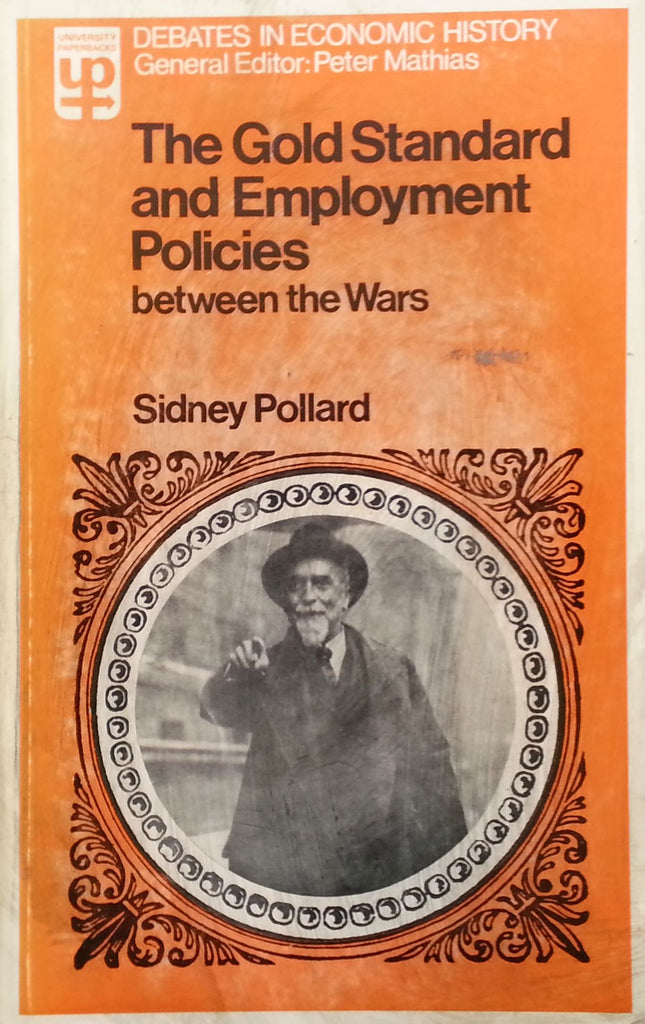 UNIVERSITY
PAPERBACKS
up
DEBATES IN ECONOMIC HISTORY
General Editor: Peter Mathias
The Gold Standard
and Employment
Policies
between the Wars
Sidney Pollard